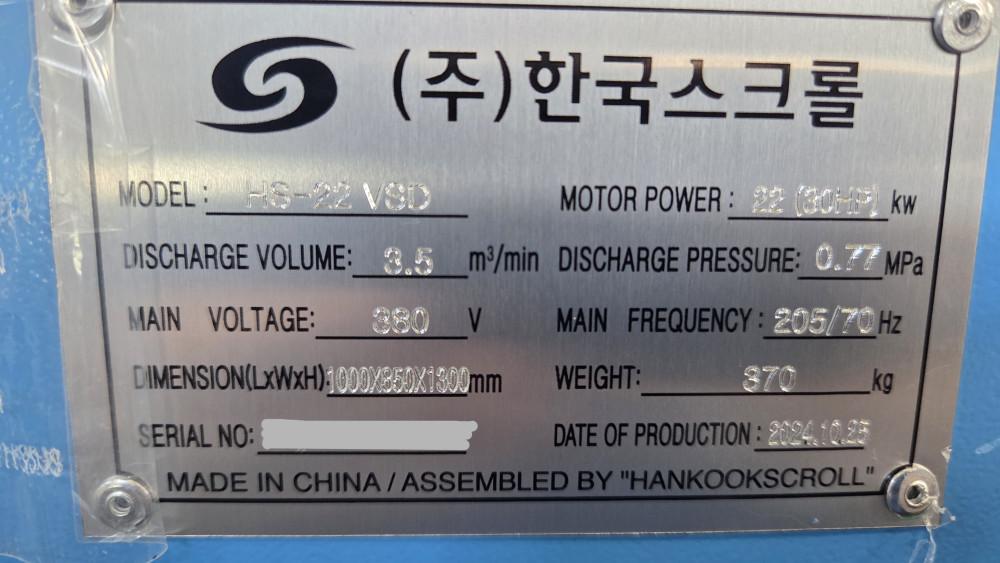 (주)한국스크롤
MODEL: HS-22 VSD MOTOR POWER: 22 (30HP) kw
DISCHARGE VOLUME: 3.5 m³/min DISCHARGE PRESSURE: 0.77 MPa
MAIN VOLTAGE: 380 V MAIN FREQUENCY: 205/70 Hz
DIMENSION(LxWxH): 1000X850X1300 mm WEIGHT: 370 kg
SERIAL NO: DATE OF PRODUCTION: 2024.10.25
MADE IN CHINA / ASSEMBLED BY "HANKOOKSCROLL"